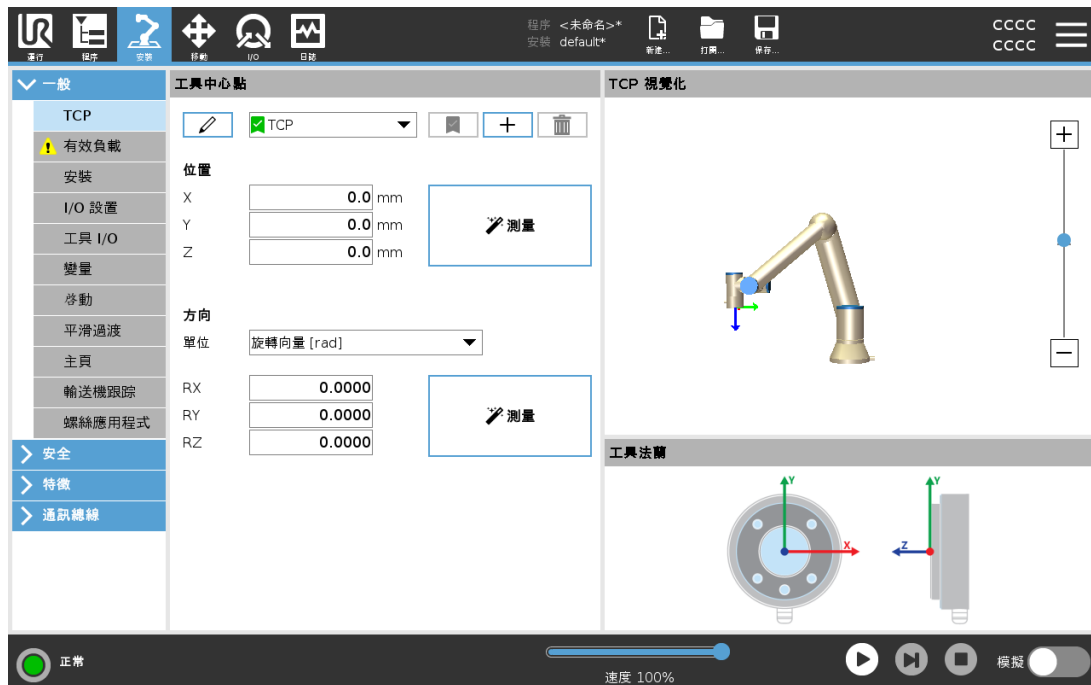 運行
程序
安裝
移動
I/O
日誌
程序 <未命名>*
安裝 default*
新建...
打開...
保存...
CCCC
CCCC
一般
TCP
有效負載
安裝
I/O 設置
工具 I/O
變量
啓動
平滑過渡
主頁
輸送機跟踪
螺絲應用程式
安全
特徵
通訊總線
工具中心點
TCP
位置
X 0.0 mm
Y 0.0 mm
Z 0.0 mm
測量
方向
單位 旋轉向量 [rad]
RX 0.0000
RY 0.0000
RZ 0.0000
測量
TCP 視覺化
工具法蘭
Y
X
Y
Z
正常
速度 100%
模擬